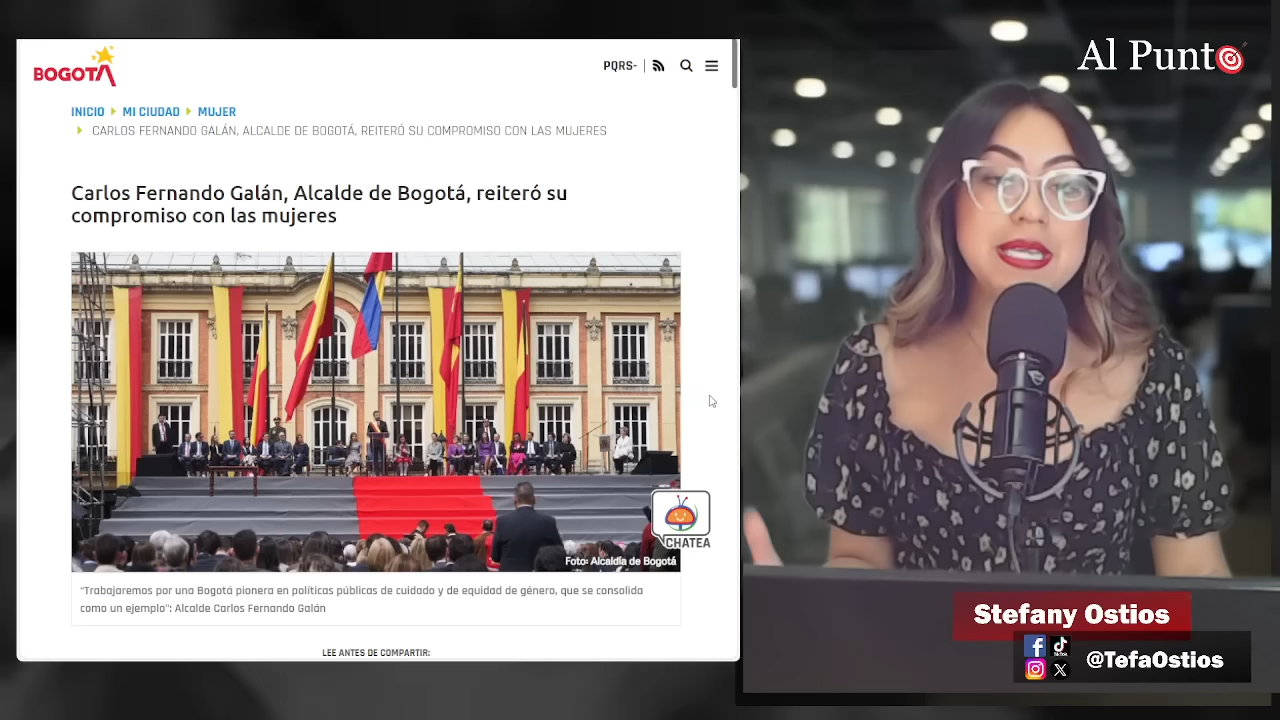 BOGOTA
PQRS-
INICIO MI CIUDAD MUJER
CARLOS FERNANDO GALÁN, ALCALDE DE BOGOTÁ, REITERÓ SU COMPROMISO CON LAS MUJERES
Carlos Fernando Galán, Alcalde de Bogotá, reiteró su
compromiso con las mujeres
CHATEA
Foto: Alcaldía de Bogotá
“Trabajaremos por una Bogotá pionera en políticas públicas de cuidado y de equidad de género, que se consolida
como un ejemplo”: Alcalde Carlos Fernando Galán
LEE ANTES DE COMPARTIR:
Al Punto
Stefany Ostios
@TefaOstios